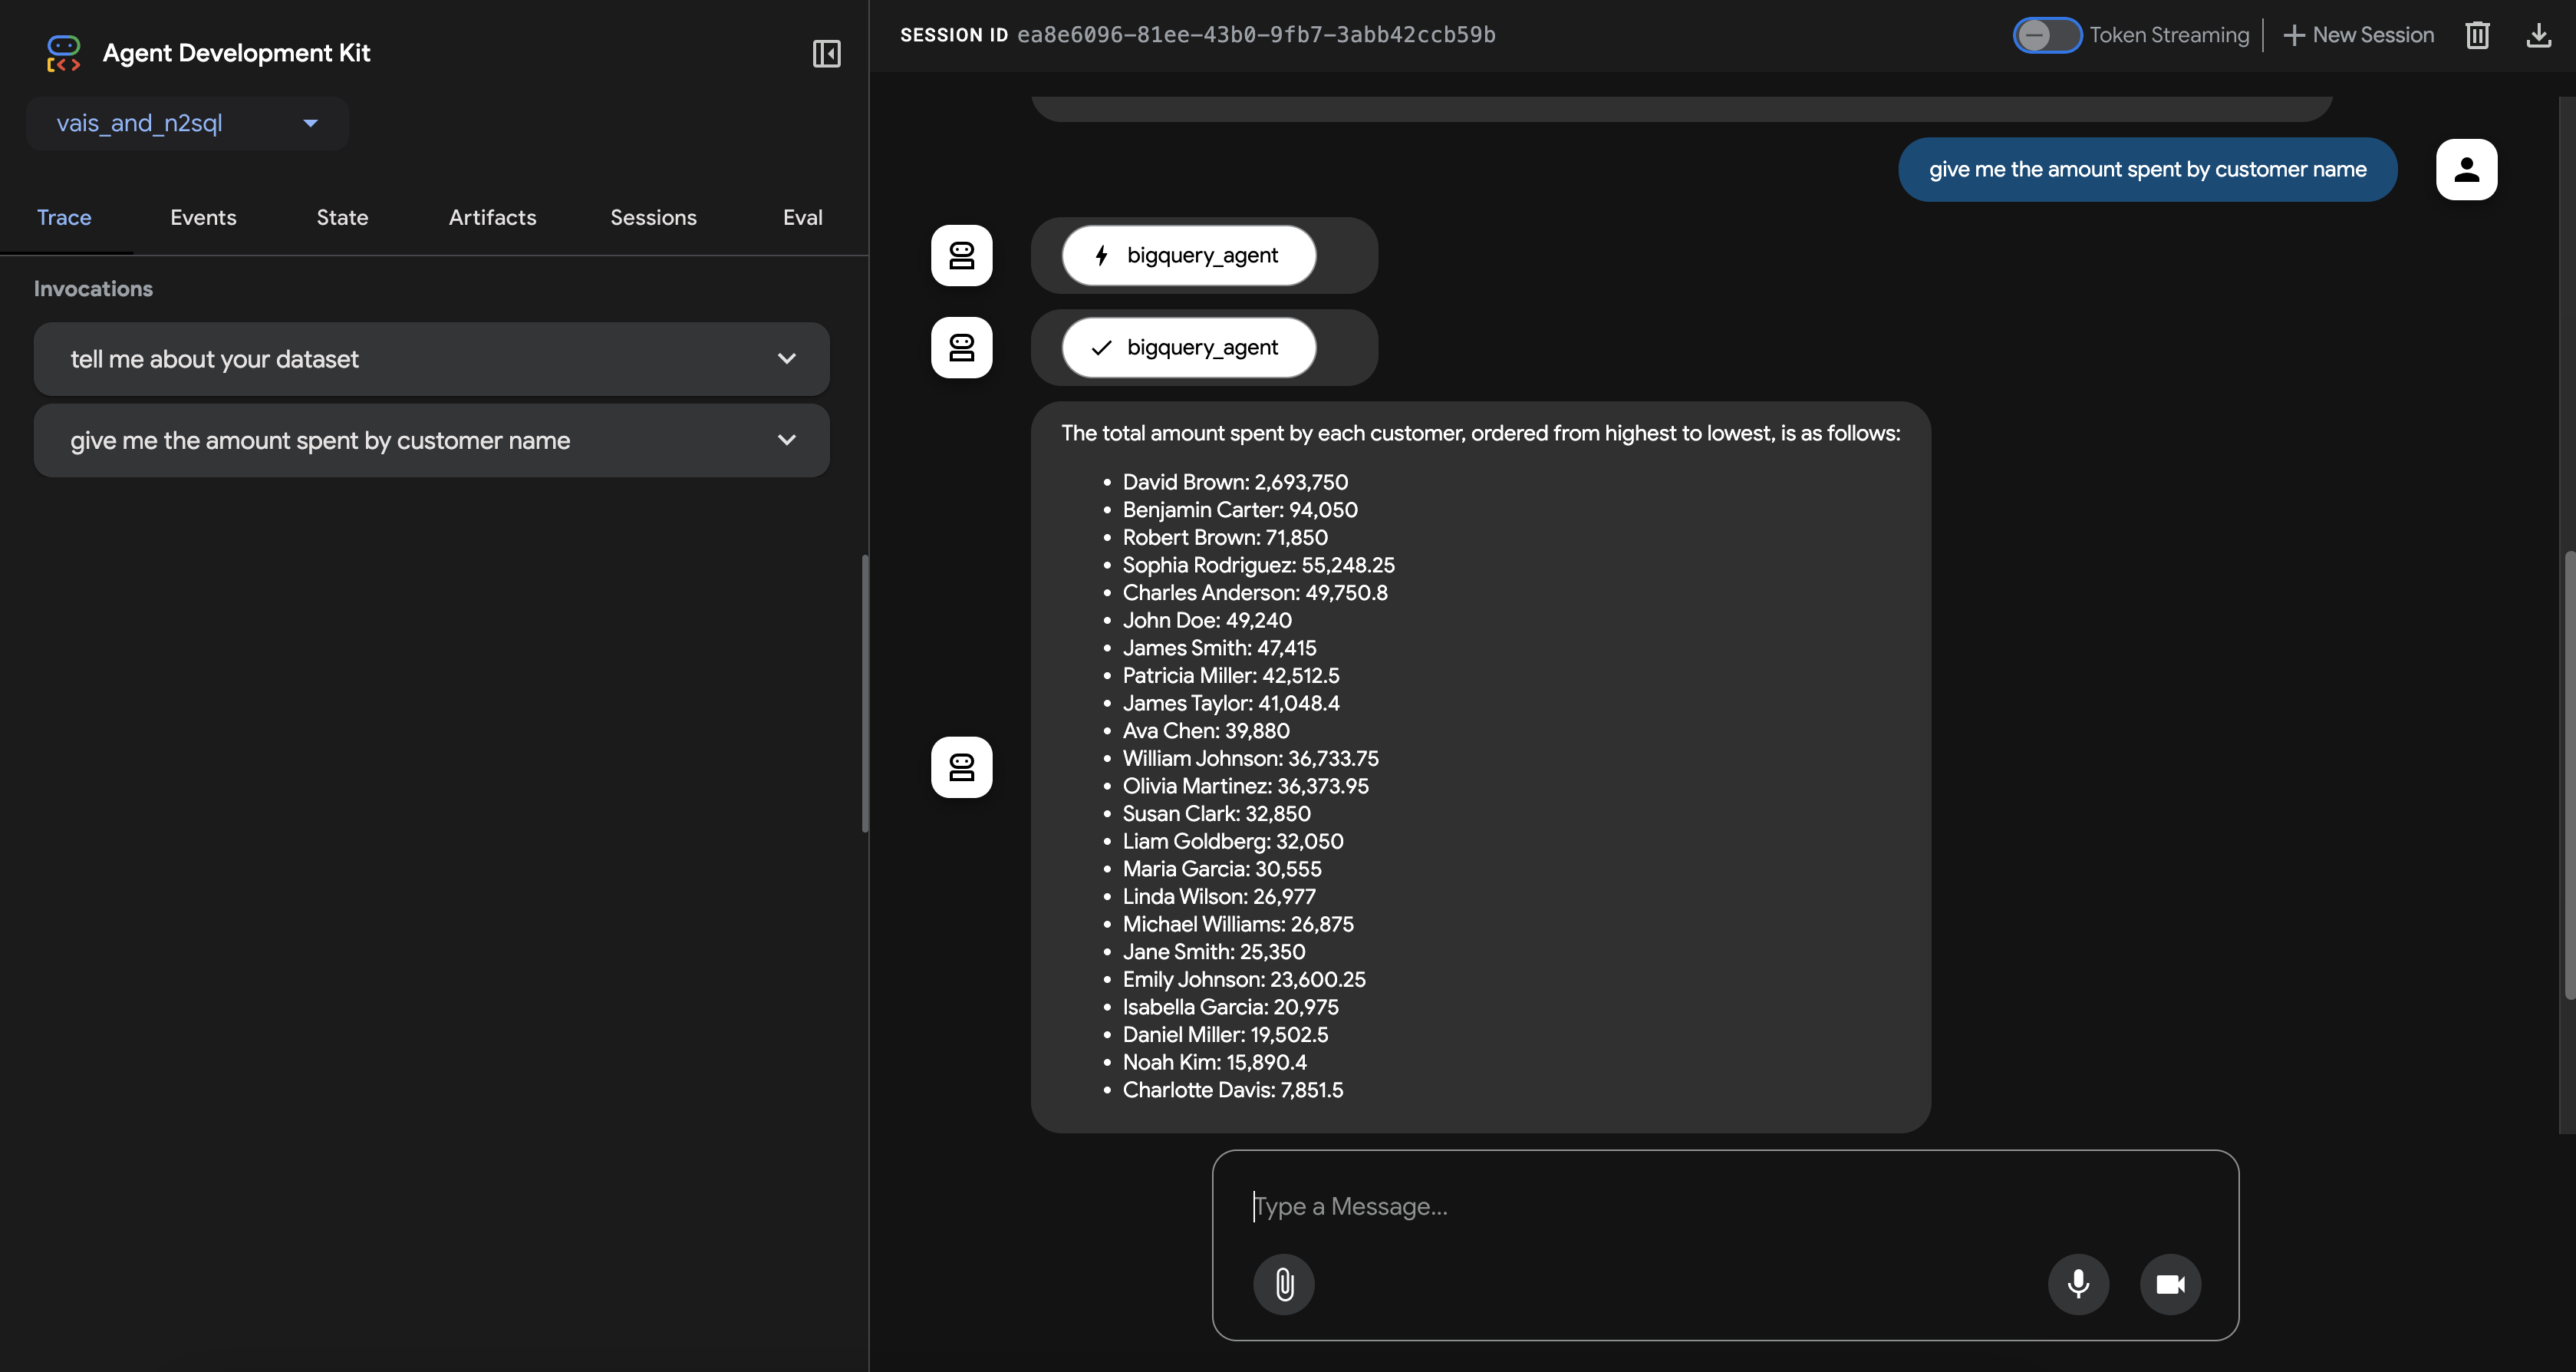 Agent Development Kit
vais_and_n2sql
Trace
Events
State
Artifacts
Sessions
Eval
Invocations
tell me about your dataset
give me the amount spent by customer name
SESSION ID ea8e6096-81ee-43b0-9fb7-3abb42ccb59b
Token Streaming
New Session
give me the amount spent by customer name
bigquery_agent
bigquery_agent
The total amount spent by each customer, ordered from highest to lowest, is as follows:
David Brown: 2,693,750
Benjamin Carter: 94,050
Robert Brown: 71,850
Sophia Rodriguez: 55,248.25
Charles Anderson: 49,750.8
John Doe: 49,240
James Smith: 47,415
Patricia Miller: 42,512.5
James Taylor: 41,048.4
Ava Chen: 39,880
William Johnson: 36,733.75
Olivia Martinez: 36,373.95
Susan Clark: 32,850
Liam Goldberg: 32,050
Maria Garcia: 30,555
Linda Wilson: 26,977
Michael Williams: 26,875
Jane Smith: 25,350
Emily Johnson: 23,600.25
Isabella Garcia: 20,975
Daniel Miller: 19,502.5
Noah Kim: 15,890.4
Charlotte Davis: 7,851.5
Type a Message...